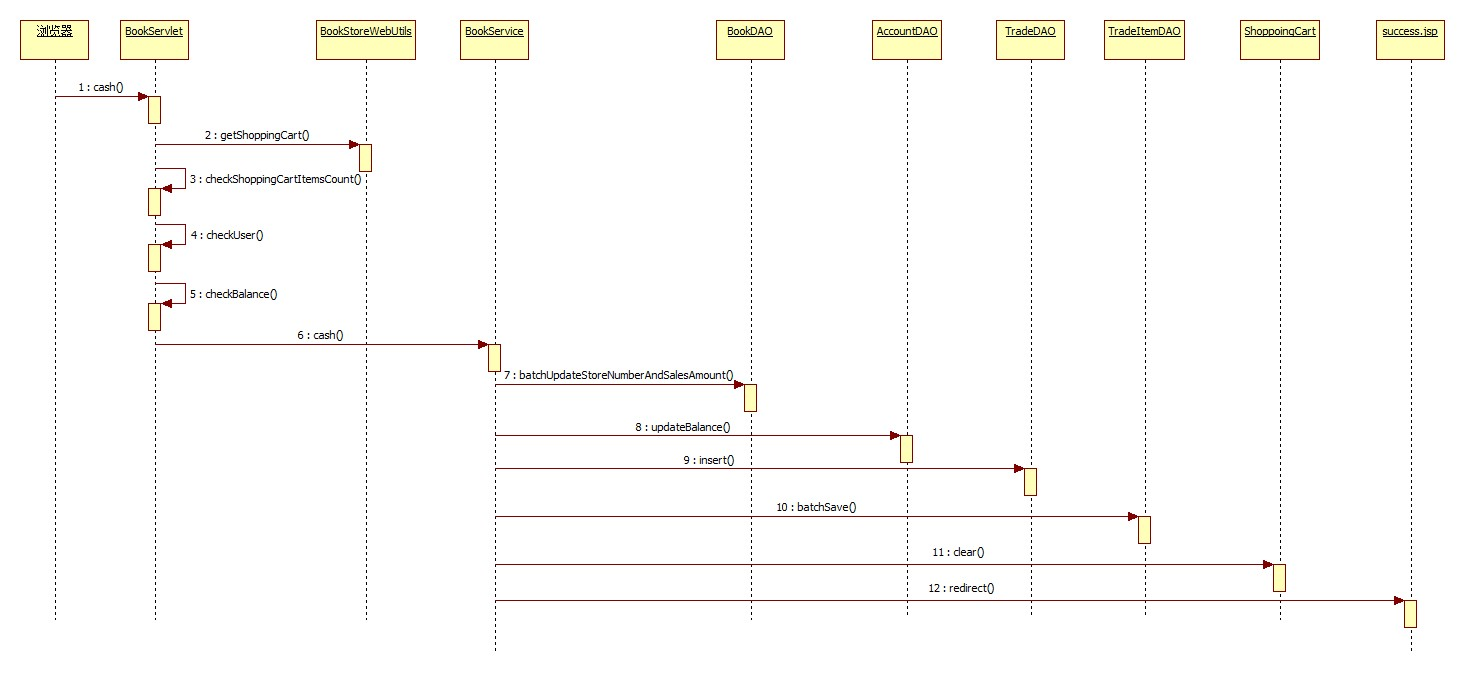 浏览器
BookServlet
BookStoreWebUtils
BookService
BookDAO
AccountDAO
TradeDAO
TradeItemDAO
ShoppoingCart
success.jsp
1 : cash()
2 : getShoppingCart()
3 : checkShoppingCartItemsCount()
4 : checkUser()
5 : checkBalance()
6 : cash()
7 : batchUpdateStoreNumberAndSalesAmount()
8 : updateBalance()
9 : insert()
10 : batchSave()
11 : clear()
12 : redirect()